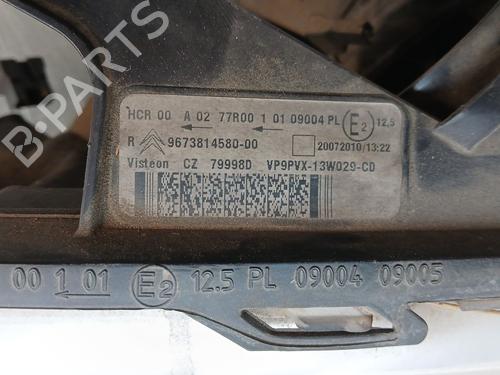 HCR 00 A 02 77R00 1 01 09004 PL E2 12,5
R 9673814580-00 20072010/13:22
Visteon CZ 79998D VP9PVX-13W029-CD
00 1 01 E2 12.5 PL 09004 09005
B-PARTS